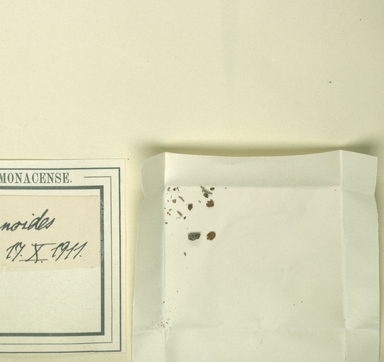 MONACENSE.
noides
17. X. 1911.